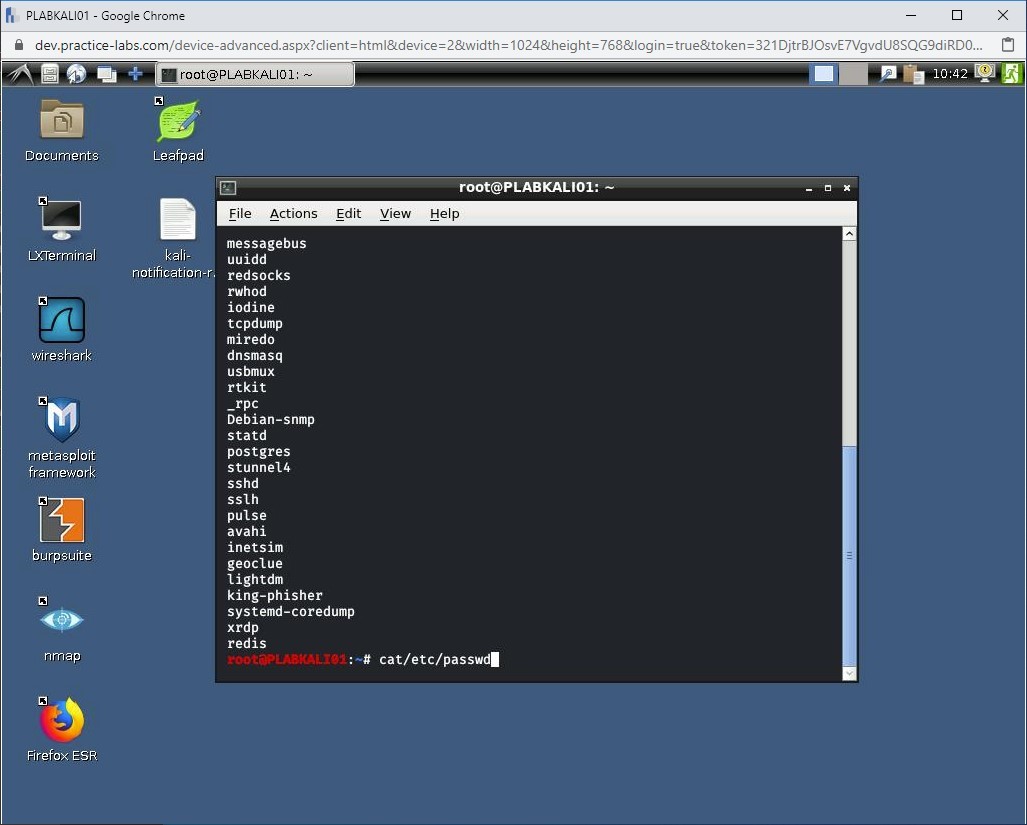 PLABKALI01 - Google Chrome
dev.practice-labs.com/device-advanced.aspx?client=html&device=2&width=1024&height=768&login=true&token=321DjtrBJOsvE7VgvdU8SQG9diRD0...
root@PLABKALI01: ~
10:42
Documents
Leafpad
LXTerminal
kali-
notification-r.
wireshark
metasploit
framework
burpsuite
nmap
Firefox ESR
root@PLABKALI01: ~
File Actions Edit View Help
messagebus
uuidd
redsocks
rwhod
iodine
tcpdump
miredo
dnsmasq
usbmux
rtkit
_rpc
Debian-snmp
statd
postgres
stunnel4
sshd
sslh
pulse
avahi
inetsim
geoclue
lightdm
king-phisher
systemd-coredump
xrdp
redis
root@PLABKALI01:~# cat/etc/passwd